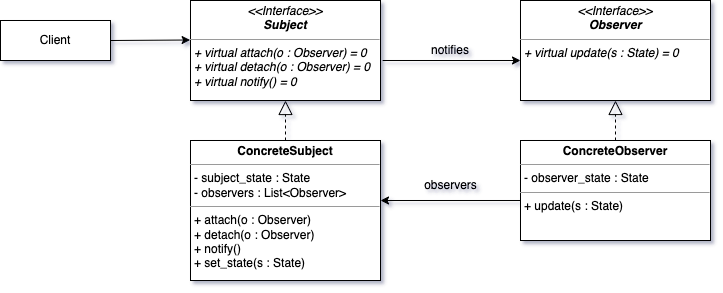 Client
<<Interface>>
Subject
+ virtual attach(o : Observer) = 0
+ virtual detach(o : Observer) = 0
+ virtual notify() = 0
notifies
<<Interface>>
Observer
+ virtual update(s : State) = 0
ConcreteSubject
- subject_state : State
- observers : List<Observer>
+ attach(o : Observer)
+ detach(o : Observer)
+ notify()
+ set_state(s : State)
observers
ConcreteObserver
- observer_state : State
+ update(s : State)